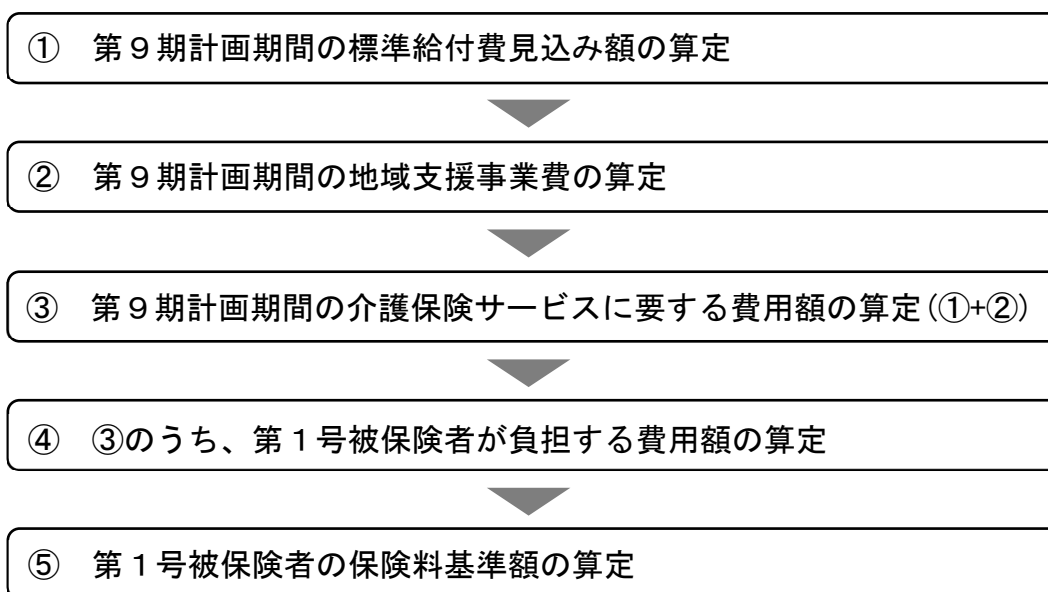 ① 第９期計画期間の標準給付費見込み額の算定
② 第９期計画期間の地域支援事業費の算定
③ 第９期計画期間の介護保険サービスに要する費用額の算定(①+②)
④ ③のうち、第１号被保険者が負担する費用額の算定
⑤ 第１号被保険者の保険料基準額の算定